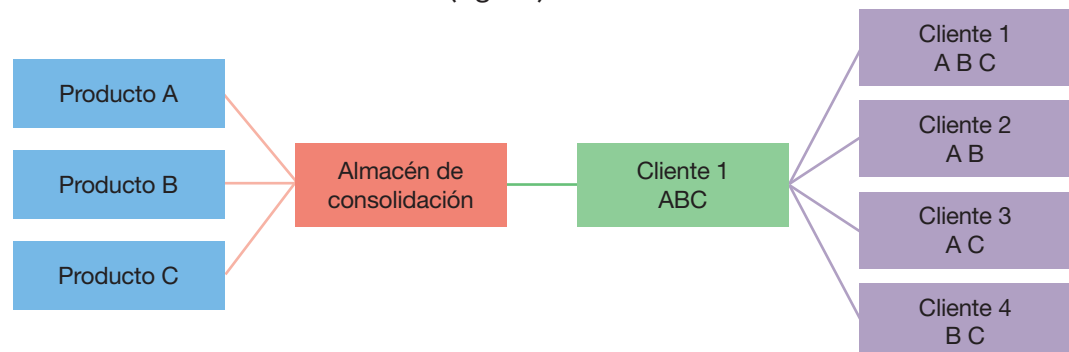 Producto A
Producto B
Producto C
Almacén de
consolidación
Cliente 1
ABC
Cliente 1
A B C
Cliente 2
A B
Cliente 3
A C
Cliente 4
B C